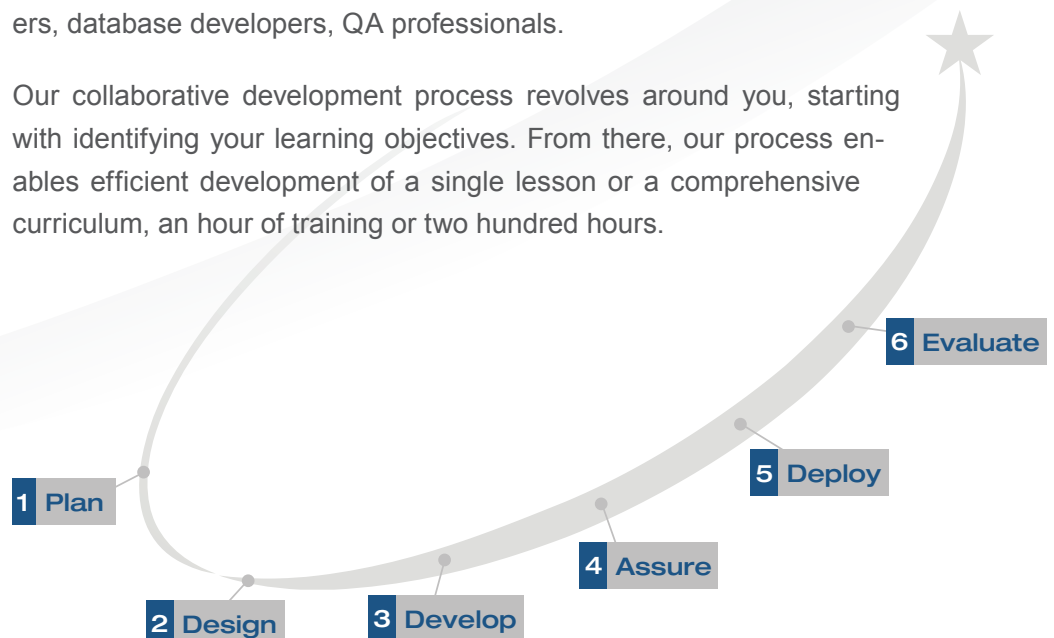 ers, database developers, QA professionals.
Our collaborative development process revolves around you, starting
with identifying your learning objectives. From there, our process en-
ables efficient development of a single lesson or a comprehensive
curriculum, an hour of training or two hundred hours.
1 Plan
2 Design
3 Develop
4 Assure
5 Deploy
6 Evaluate